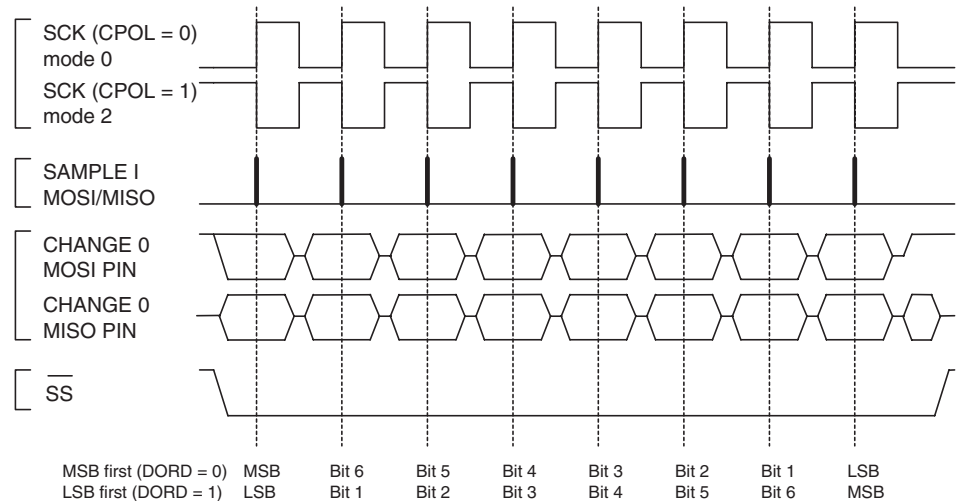 SCK (CPOL = 0)
mode 0
SCK (CPOL = 1)
mode 2
SAMPLE I
MOSI/MISO
CHANGE 0
MOSI PIN
CHANGE 0
MISO PIN
SS
MSB first (DORD = 0) MSB Bit 6 Bit 5 Bit 4 Bit 3 Bit 2 Bit 1 LSB
LSB first (DORD = 1) LSB Bit 1 Bit 2 Bit 3 Bit 4 Bit 5 Bit 6 MSB